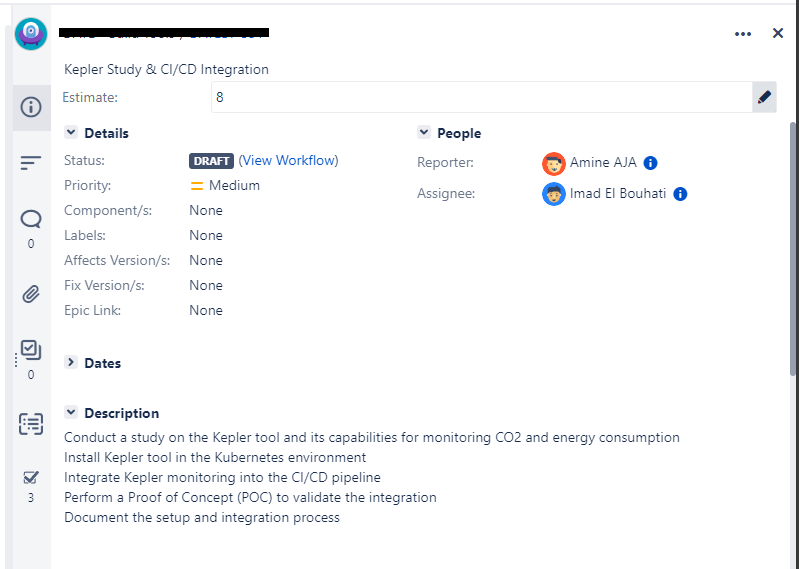 Kepler Study & CI/CD Integration
Estimate: 8
Details
Status: DRAFT (View Workflow)
Priority: Medium
Component/s: None
Labels: None
Affects Version/s: None
Fix Version/s: None
Epic Link: None
People
Reporter: Amine AJA
Assignee: Imad El Bouhati
Dates
Description
Conduct a study on the Kepler tool and its capabilities for monitoring CO2 and energy consumption
Install Kepler tool in the Kubernetes environment
Integrate Kepler monitoring into the CI/CD pipeline
Perform a Proof of Concept (POC) to validate the integration
Document the setup and integration process
0
0
3